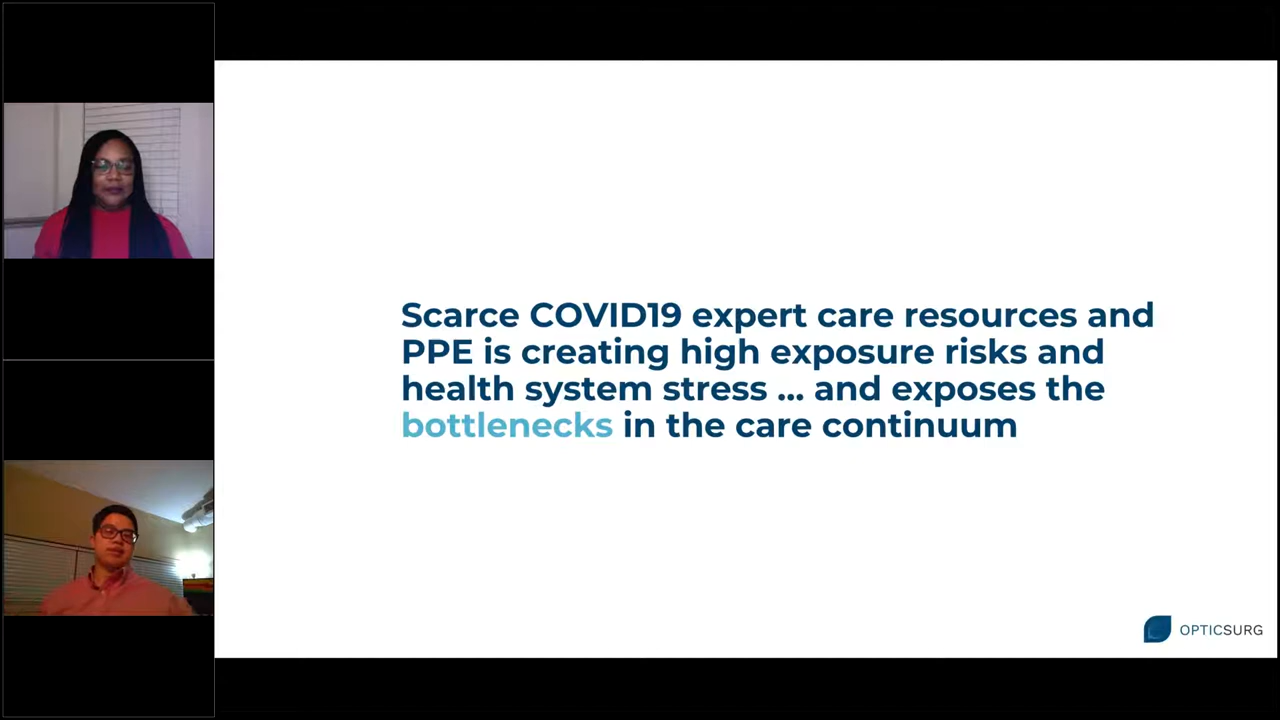 Scarce COVID19 expert care resources and
PPE is creating high exposure risks and
health system stress ... and exposes the
bottlenecks in the care continuum
OPTICSURG